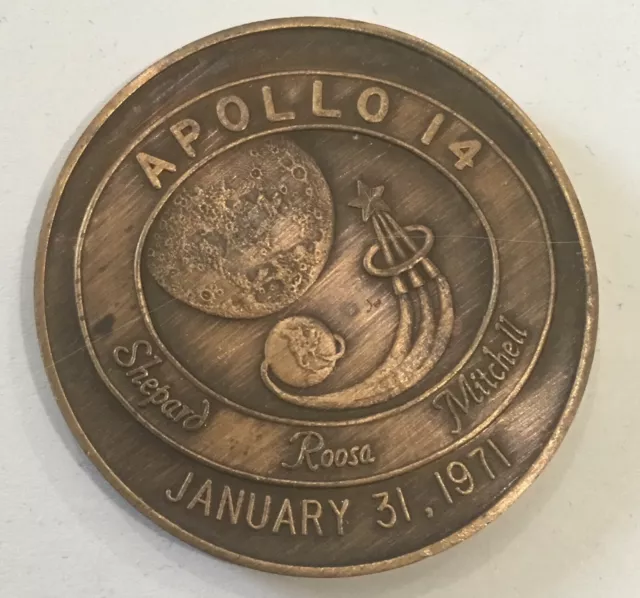 APOLLO 14
Shepard
Roosa
Mitchell
JANUARY 31, 1971